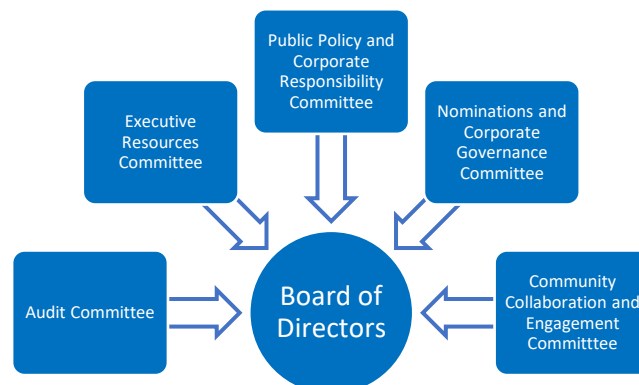 Public Policy and
Corporate
Responsibility
Committee
Executive
Resources
Committee
Nominations and
Corporate
Governance
Committee
Audit Committee
Board of
Directors
Community
Collaboration and
Engagement
Committtee